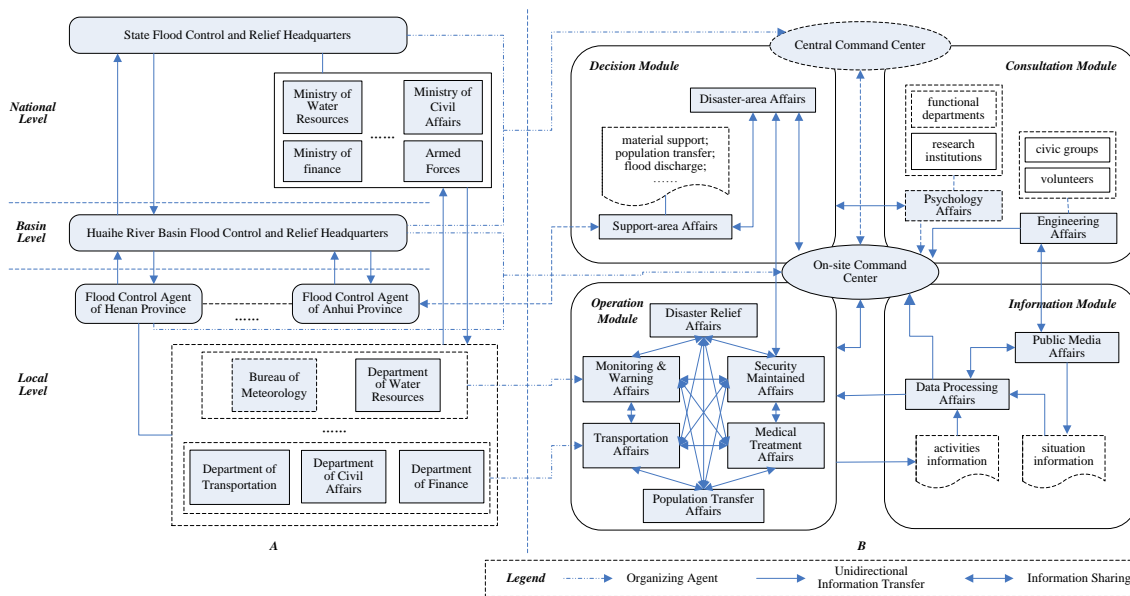 State Flood Control and Relief Headquarters
National
Level
Ministry of
Water
Resources
Ministry of
Civil
Affairs
......
Ministry of
finance
Armed
Forces
Basin
Level
Huaihe River Basin Flood Control and Relief Headquarters
Flood Control Agent
of Henan Province
......
Flood Control Agent
of Anhui Province
Local
Level
Bureau of
Meteorology
Department
of Water
Resources
......
Department of
Transportation
Department
of Civil
Affairs
Department
of Finance
A
Central Command Center
Decision Module
Disaster-area Affairs
material support;
population transfer;
flood discharge;
......
Support-area Affairs
Consultation Module
functional
departments
research
institutions
civic groups
volunteers
Psychology
Affairs
Engineering
Affairs
On-site Command
Center
Operation
Module
Disaster Relief
Affairs
Monitoring &
Warning
Affairs
Security
Maintained
Affairs
Transportation
Affairs
Medical
Treatment
Affairs
Population Transfer
Affairs
Information Module
Public Media
Affairs
Data Processing
Affairs
activities
information
situation
information
B
Legend
Organizing Agent
Unidirectional
Information Transfer
Information Sharing